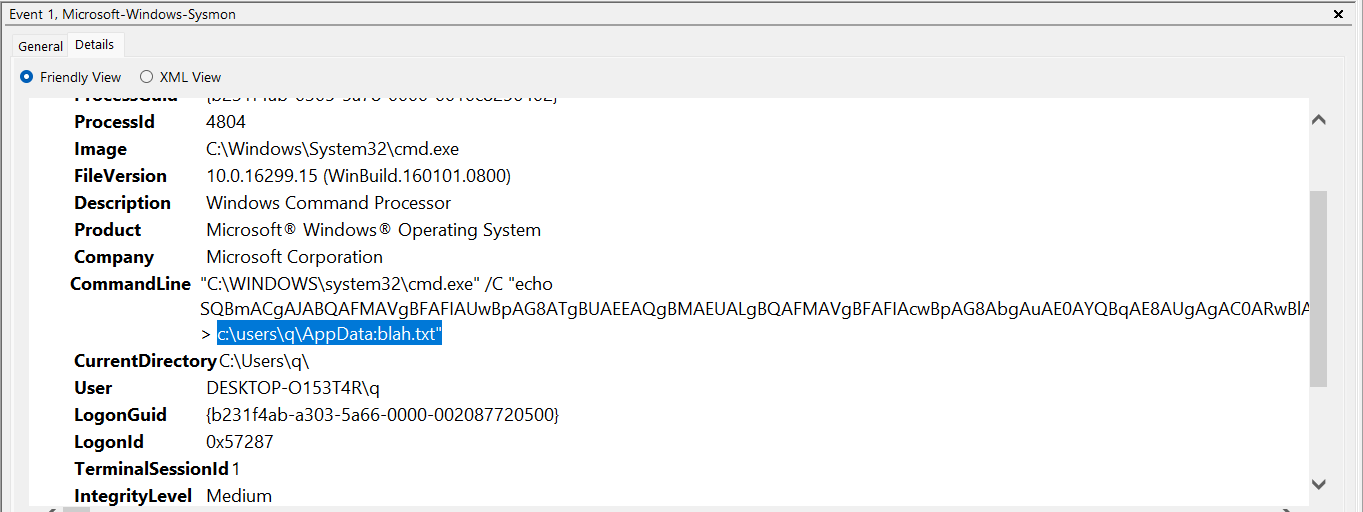 Event 1, Microsoft-Windows-Sysmon
General Details
Friendly View XML View
ProcessId 4804
Image C:\Windows\System32\cmd.exe
FileVersion 10.0.16299.15 (WinBuild.160101.0800)
Description Windows Command Processor
Product Microsoft® Windows® Operating System
Company Microsoft Corporation
CommandLine "C:\WINDOWS\system32\cmd.exe" /C "echo
SQBmACgAJABQAFMAVgBFAFIAUwBpAG8ATgBUAEEAQgBMAEUALgBQAFMAVgBFAFIAcwBpAG8AbgAuAE0AYQBqAE8AUgAgAC0ARwBlA
> c:\users\q\AppData:blah.txt"
CurrentDirectory C:\Users\q\
User DESKTOP-O153T4R\q
LogonGuid {b231f4ab-a303-5a66-0000-002087720500}
LogonId 0x57287
TerminalSessionId 1
IntegrityLevel Medium